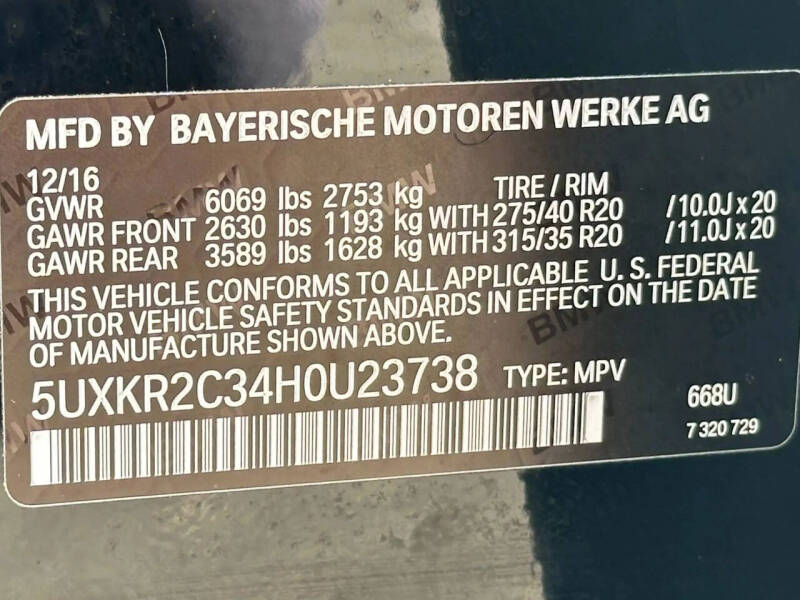 MFD BY BAYERISCHE MOTOREN WERKE AG
12/16 TIRE / RIM
GVWR 6069 lbs 2753 kg
GAWR FRONT 2630 lbs 1193 kg WITH 275/40 R20 /10.0J x 20
GAWR REAR 3589 lbs 1628 kg WITH 315/35 R20 /11.0J x 20
THIS VEHICLE CONFORMS TO ALL APPLICABLE U. S. FEDERAL
MOTOR VEHICLE SAFETY STANDARDS IN EFFECT ON THE DATE
OF MANUFACTURE SHOWN ABOVE.
5UXKR2C34H0U23738 TYPE: MPV
668U
7 320 729